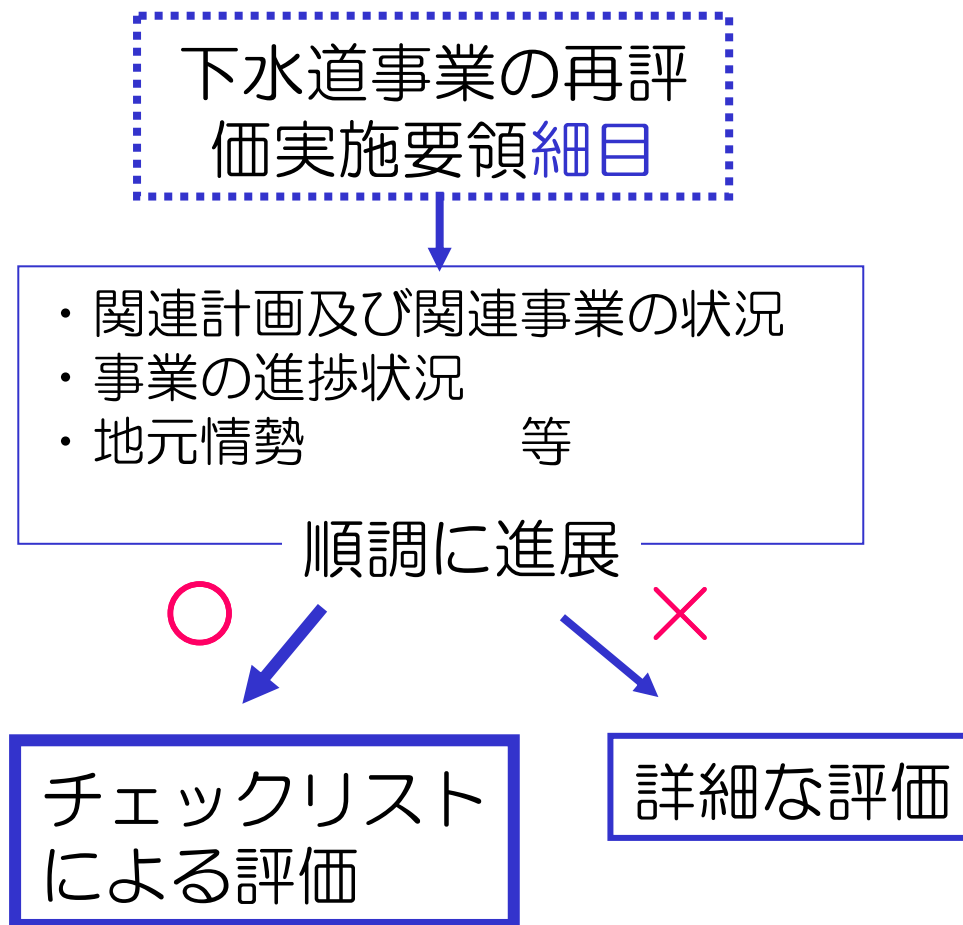 下水道事業の再評
価実施要領細目
・関連計画及び関連事業の状況
・事業の進捗状況
・地元情勢　　　　等
順調に進展
チェックリスト
による評価
詳細な評価